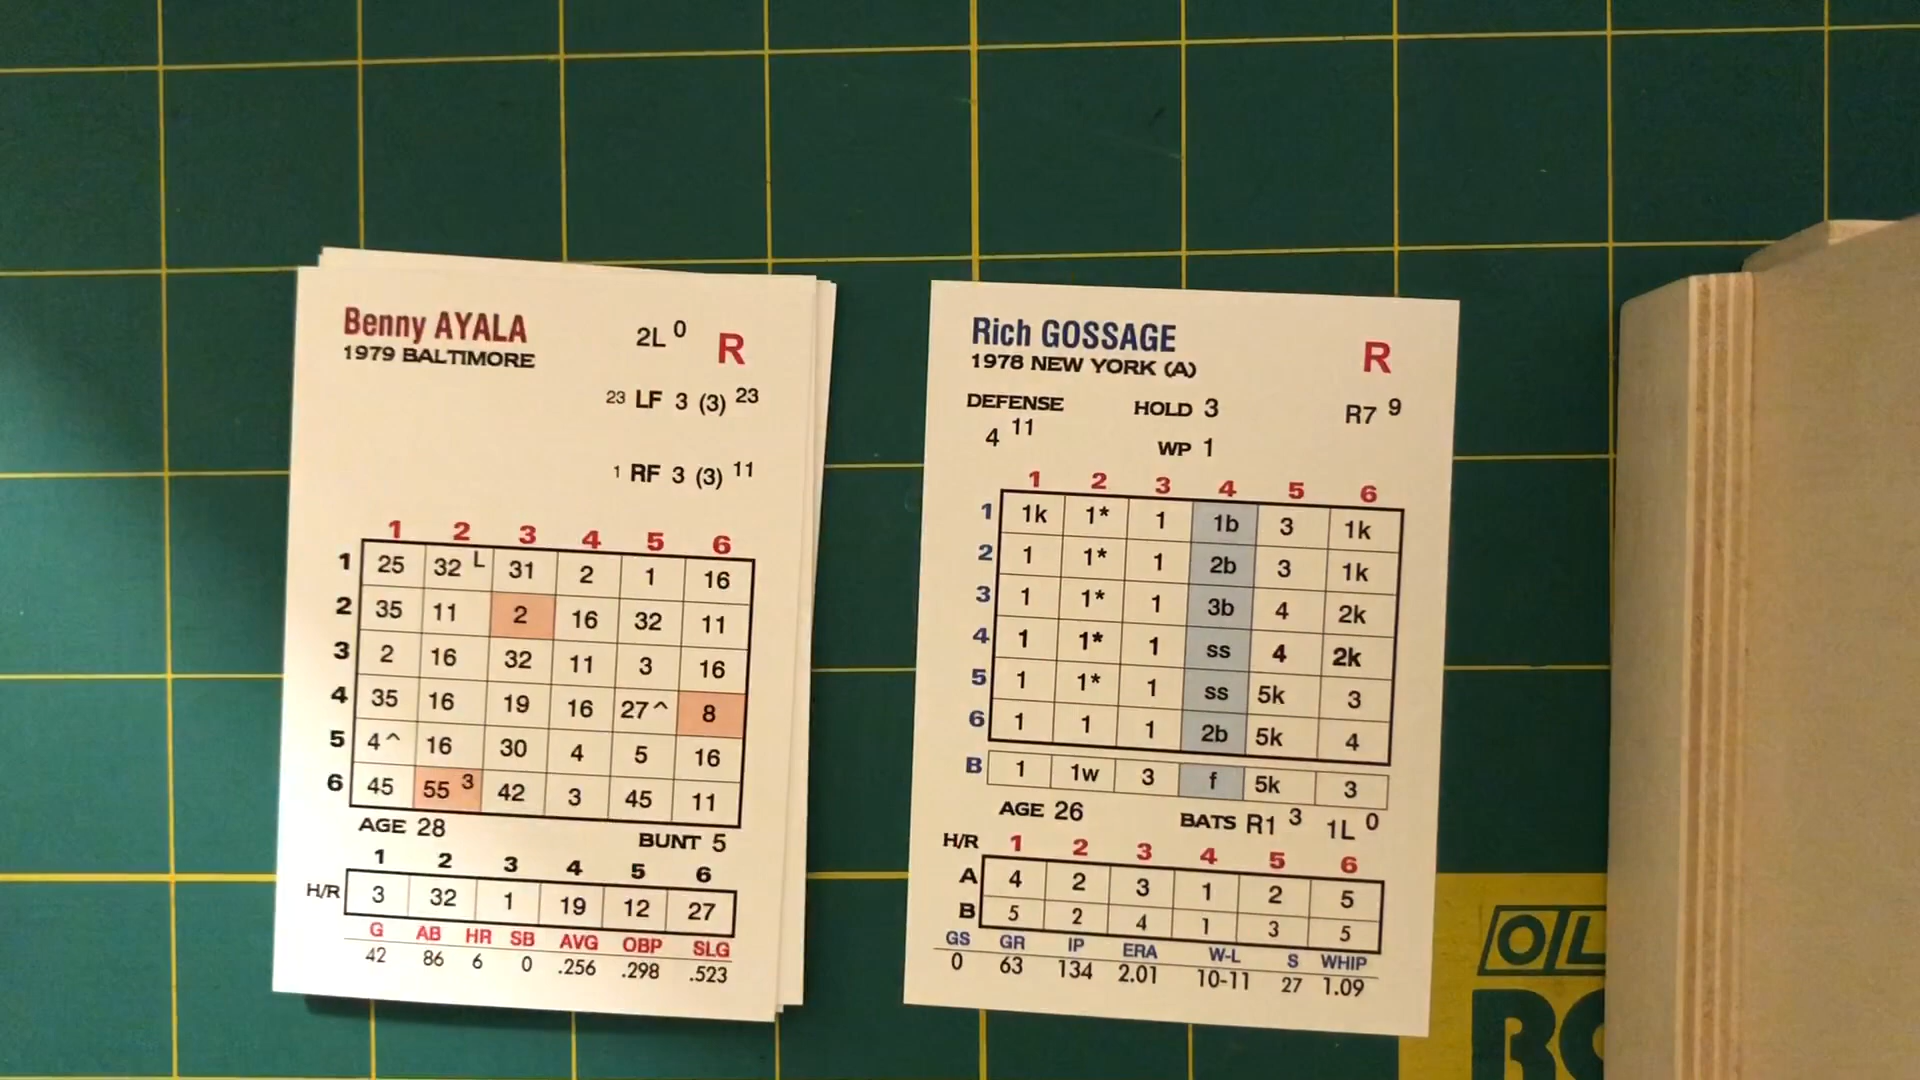 Benny AYALA
1979 BALTIMORE
2L 0
R
23 LF 3 (3) 23
1 RF 3 (3) 11
1 2 3 4 5 6
1 25 32 L 31 2 1 16
2 35 11 2 16 32 11
3 2 16 32 11 3 16
4 35 16 19 16 27^ 8
5 4^ 16 30 4 5 16
6 45 55 3 42 3 45 11
AGE 28 BUNT 5
1 2 3 4 5 6
H/R 3 32 1 19 12 27
G AB HR SB AVG OBP SLG
42 86 6 0 .256 .298 .523
Rich GOSSAGE
1978 NEW YORK (A)
R
DEFENSE HOLD 3 R7 9
4 11 WP 1
1 2 3 4 5 6
1 1k 1* 1 1b 3 1k
2 1 1* 1 2b 3 1k
3 1 1* 1 3b 4 2k
4 1 1* 1 ss 4 2k
5 1 1* 1 ss 5k 3
6 1 1 1 2b 5k 4
B 1 1w 3 f 5k 3
AGE 26 BATS R1 3 1L 0
H/R 1 2 3 4 5 6
A 4 2 3 1 2 5
B 5 2 4 1 3 5
GS GR IP ERA W-L S WHIP
0 63 134 2.01 10-11 27 1.09